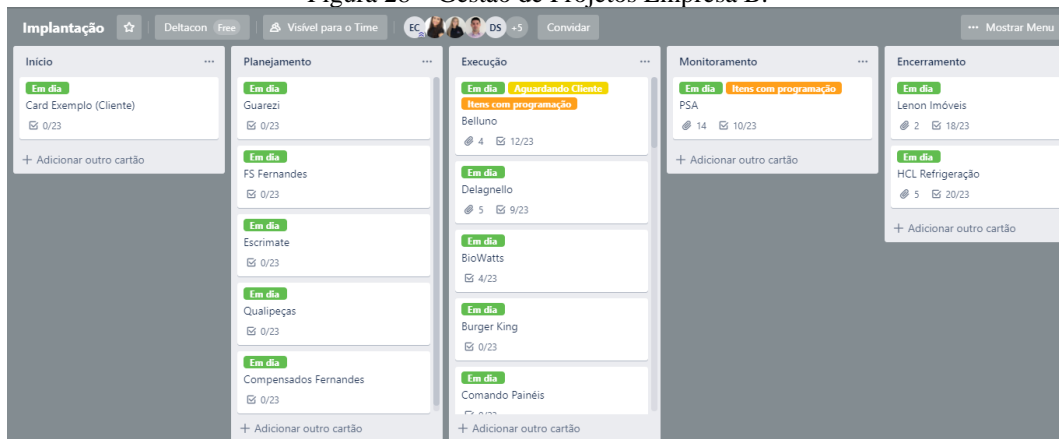 Figura 28 – Gestão de Projetos Empresa B.
Implantação Deltacon Free Visível para o Time EC DS +5 Convidar ··· Mostrar Menu
Início ···
Em dia
Card Exemplo (Cliente)
0/23
+ Adicionar outro cartão
Planejamento ···
Em dia
Guarezi
0/23
Em dia
FS Fernandes
0/23
Em dia
Escrimate
0/23
Em dia
Qualipeças
0/23
Em dia
Compensados Fernandes
0/23
+ Adicionar outro cartão
Execução ···
Em dia Aguardando Cliente
Itens com programação
Belluno
4 12/23
Em dia
Delagnello
5 9/23
Em dia
BioWatts
4/23
Em dia
Burger King
0/23
Em dia
Comando Painéis
+ Adicionar outro cartão
Monitoramento ···
Em dia Itens com programação
PSA
14 10/23
+ Adicionar outro cartão
Encerramento
Em dia
Lenon Imóveis
2 18/23
Em dia
HCL Refrigeração
5 20/23
+ Adicionar outro cartão